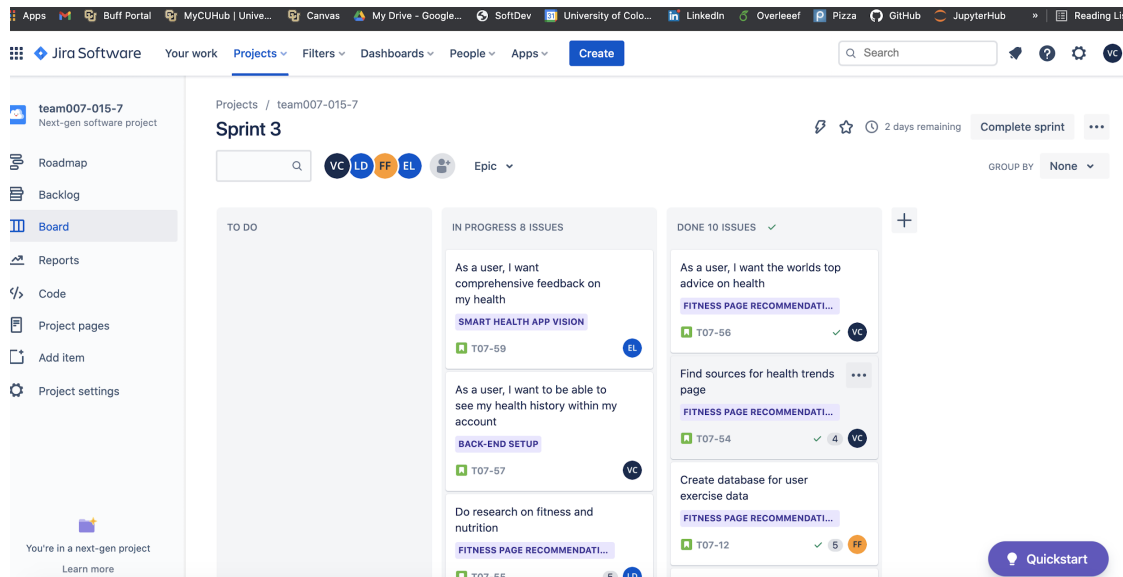 Apps Buff Portal MyCUHub | Unive... Canvas My Drive - Google... SoftDev University of Colo... LinkedIn Overleeef Pizza GitHub JupyterHub » Reading Lis
Jira Software Your work Projects Filters Dashboards People Apps Create Search VC
team007-015-7
Next-gen software project
Roadmap
Backlog
Board
Reports
Code
Project pages
Add item
Project settings
You're in a next-gen project
Learn more
Projects / team007-015-7
Sprint 3
2 days remaining Complete sprint
VC LD FF EL Epic
GROUP BY None
TO DO
IN PROGRESS 8 ISSUES
As a user, I want
comprehensive feedback on
my health
SMART HEALTH APP VISION
T07-59 EL
As a user, I want to be able to
see my health history within my
account
BACK-END SETUP
T07-57 VC
Do research on fitness and
nutrition
FITNESS PAGE RECOMMENDATI...
T07-55 5 LD
DONE 10 ISSUES
As a user, I want the worlds top
advice on health
FITNESS PAGE RECOMMENDATI...
T07-56 VC
Find sources for health trends
page
FITNESS PAGE RECOMMENDATI...
T07-54 4 VC
Create database for user
exercise data
FITNESS PAGE RECOMMENDATI...
T07-12 5 FF
Quickstart